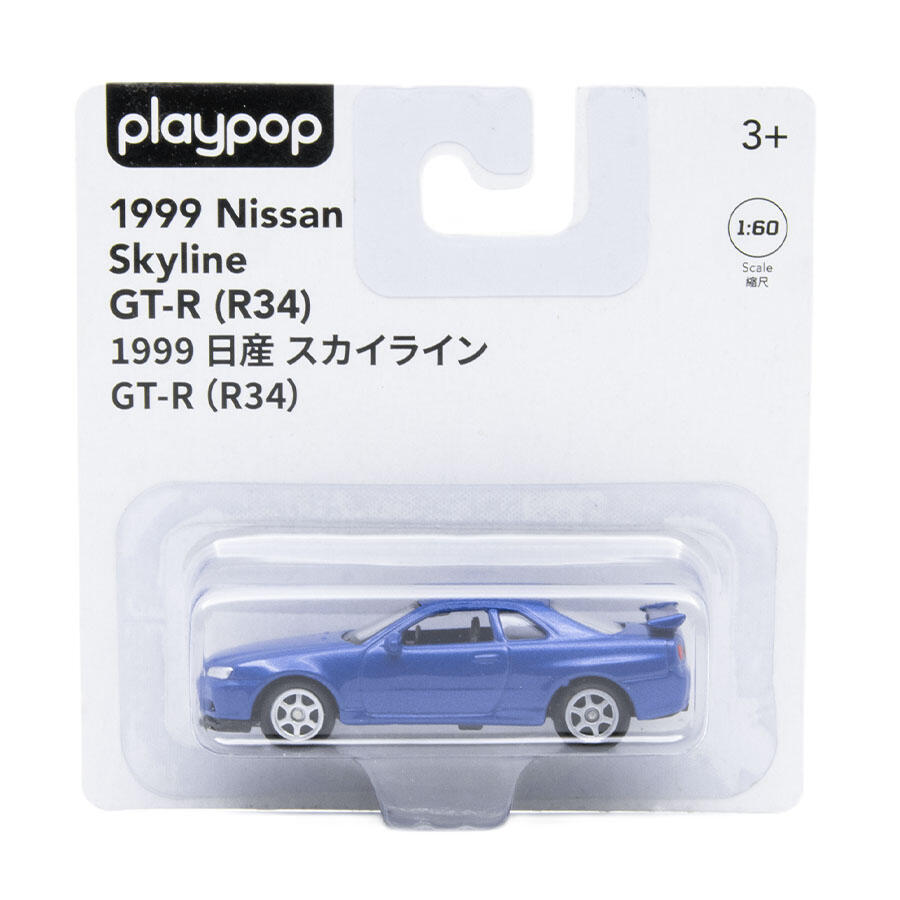 playpop
3+
1999 Nissan
Skyline
GT-R (R34)
1999 日産 スカイライン
GT-R（R34）
1:60
Scale
縮尺